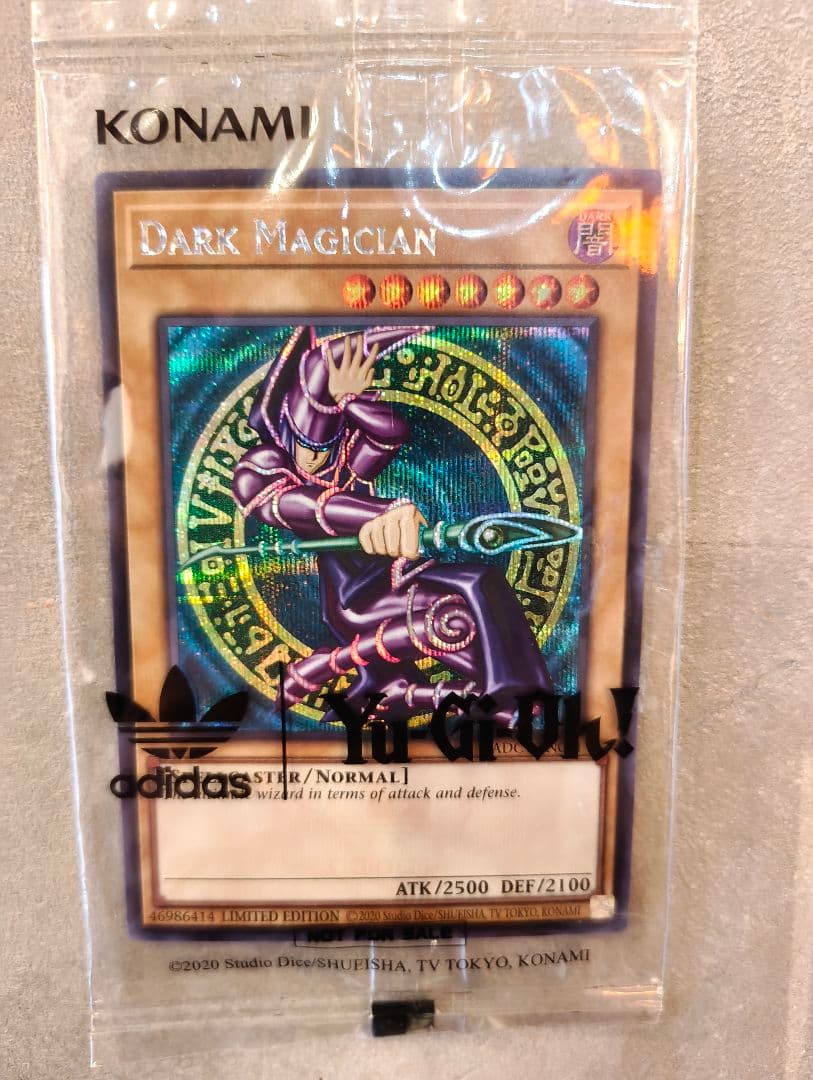 KONAMI
DARK MAGICIAN
DARK
闇
adidas
Yu-Gi-Oh!
[SPELLCASTER/NORMAL]
wizard in terms of attack and defense.
ATK/2500 DEF/2100
46986414 LIMITED EDITION ©2020 Studio Dice/SHUEISHA, TV TOKYO, KONAMI
NOT FOR SALE
©2020 Studio Dice/SHUEISHA, TV TOKYO, KONAMI